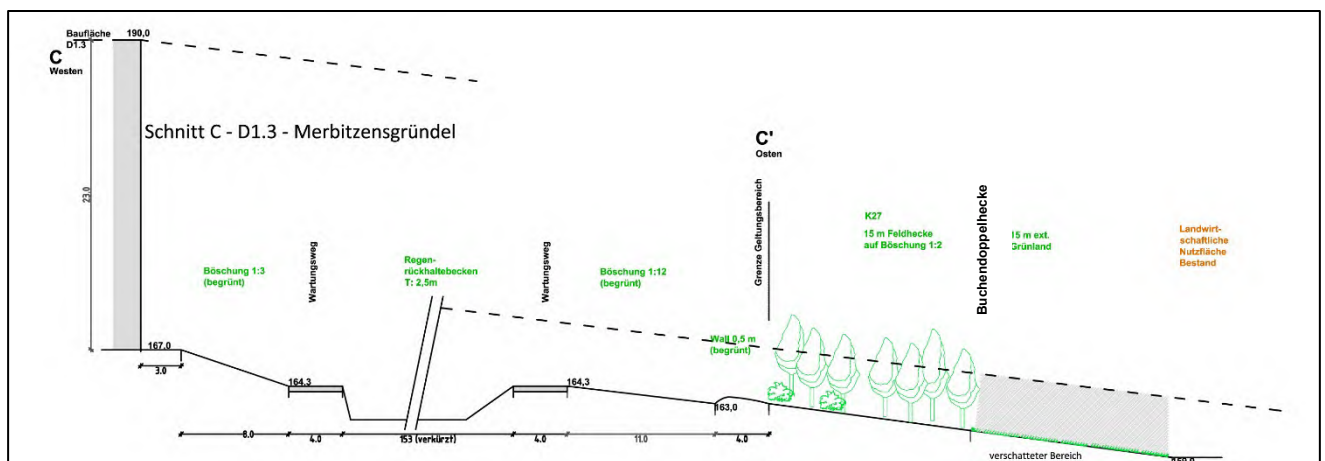 Baufläche
D1.3
190,0
C
Westen
Schnitt C - D1.3 - Merbitzensgründel
23.0
C'
Osten
Grenze Geltungsbereich
K27
15 m Feldhecke
auf Böschung 1:2
Buchendoppelhecke
15 m ext.
Grünland
Landwirt-
schaftliche
Nutzfläche
Bestand
Böschung 1:3
(begrünt)
Wartungsweg
Regen-
rückhaltebecken
T: 2,5m
Wartungsweg
Böschung 1:12
(begrünt)
Wall 0,5 m
(begrünt)
167.0
3.0
164,3
164,3
163,0
8.0
4.0
153 (verkürzt)
4.0
11.0
4.0
verschatteter Bereich